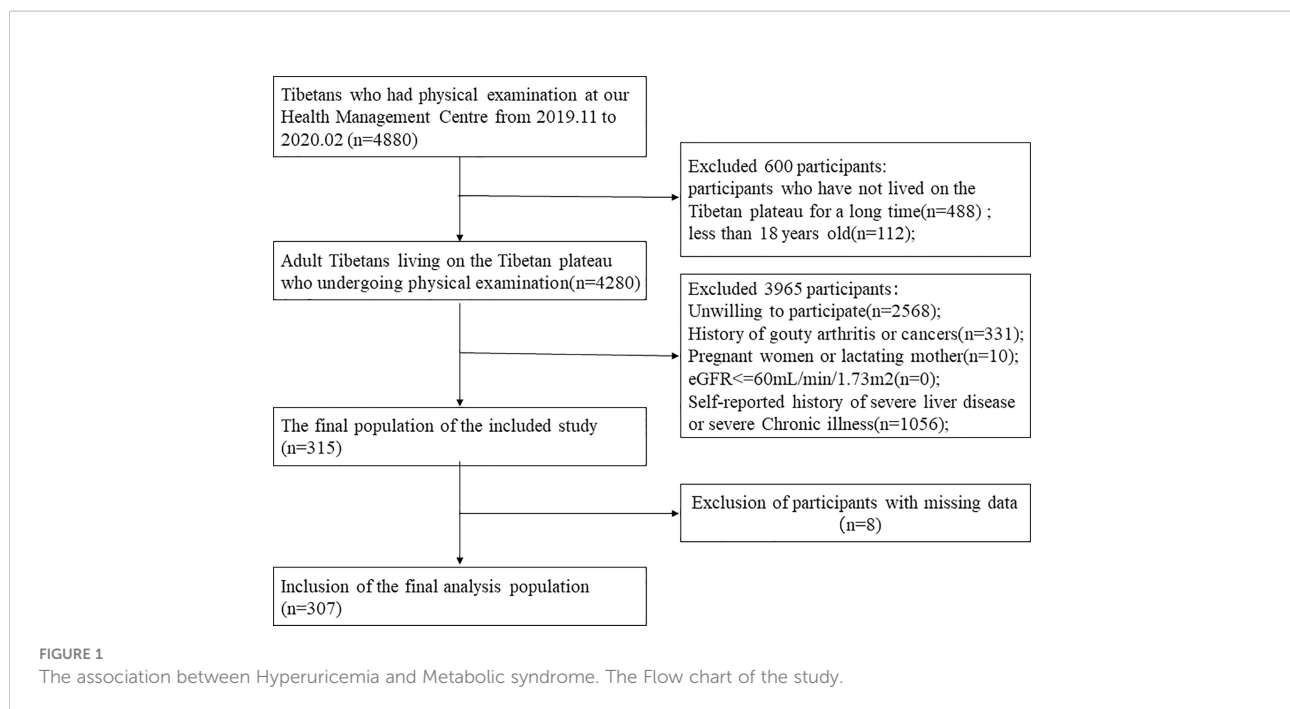 Tibetans who had physical examination at our
Health Management Centre from 2019.11 to
2020.02 (n=4880)
Excluded 600 participants:
participants who have not lived on the
Tibetan plateau for a long time(n=488) ;
less than 18 years old(n=112);
Adult Tibetans living on the Tibetan plateau
who undergoing physical examination(n=4280)
Excluded 3965 participants:
Unwilling to participate(n=2568);
History of gouty arthritis or cancers(n=331);
Pregnant women or lactating mother(n=10);
eGFR<=60mL/min/1.73m2(n=0);
Self-reported history of severe liver disease
or severe Chronic illness(n=1056);
The final population of the included study
(n=315)
Exclusion of participants with missing data
(n=8)
Inclusion of the final analysis population
(n=307)
FIGURE 1
The association between Hyperuricemia and Metabolic syndrome. The Flow chart of the study.